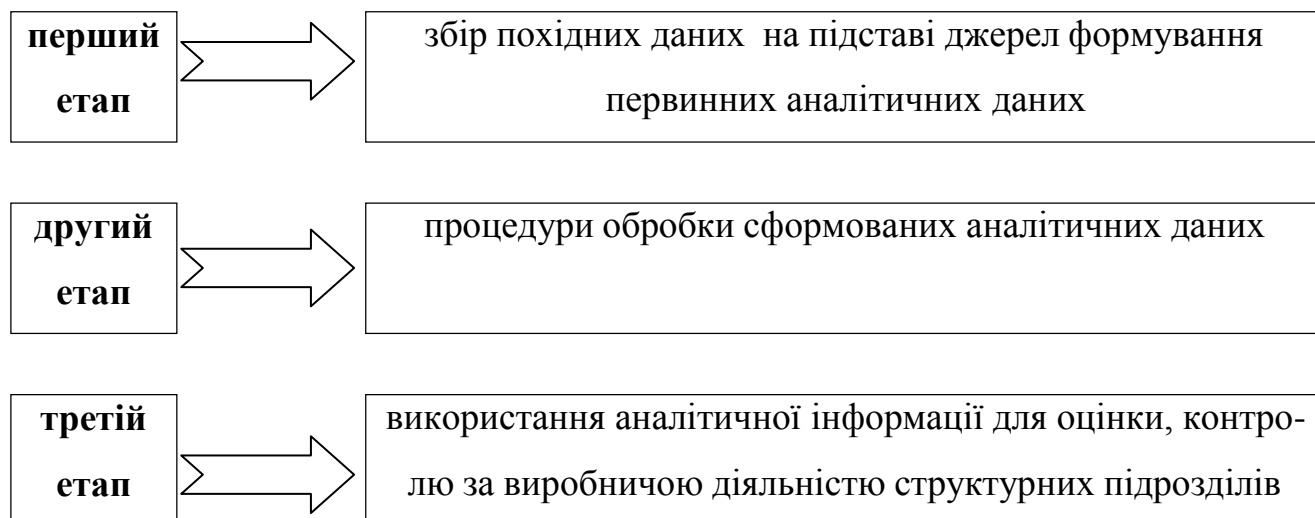 перший
етап
збір похідних даних на підставі джерел формування
первинних аналітичних даних
другий
етап
процедури обробки сформованих аналітичних даних
третій
етап
використання аналітичної інформації для оцінки, контро-
лю за виробничою діяльністю структурних підрозділів